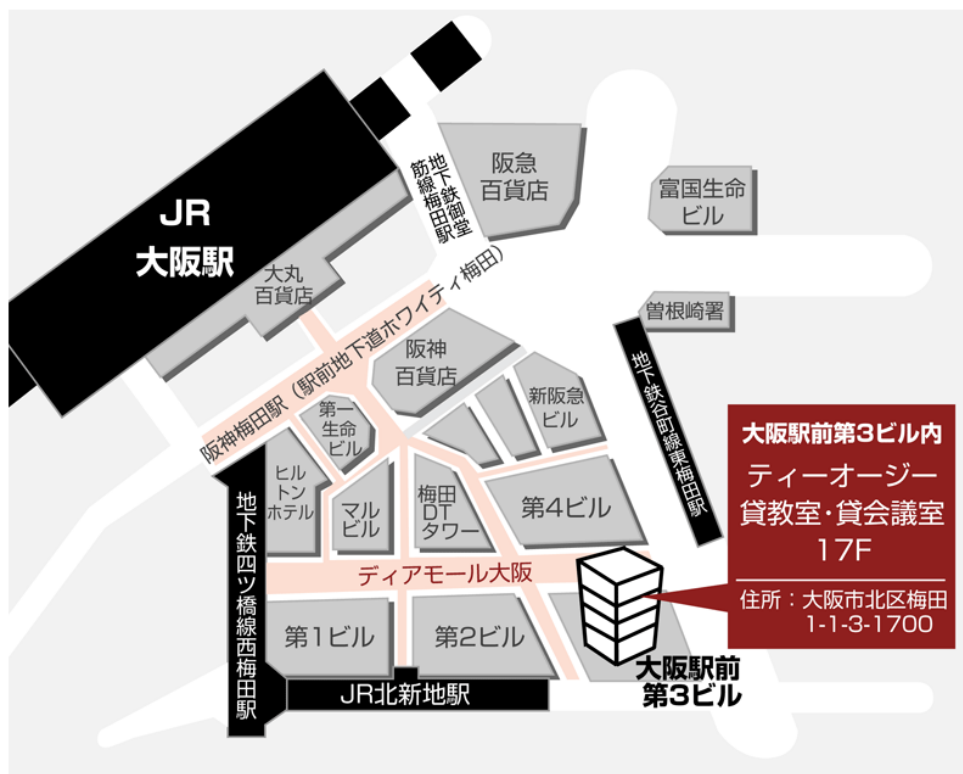 JR
大阪駅
地下鉄御堂
筋線梅田駅
阪急
百貨店
富国生命
ビル
大丸
百貨店
阪神梅田駅（駅前地下道ホワイティ梅田）
曽根崎署
阪神
百貨店
新阪急
ビル
地下鉄谷町線東梅田駅
第一
生命
ビル
ヒル
トン
ホテル
マル
ビル
梅田
DT
タワー
第4ビル
大阪駅前第3ビル内
ティーオージー
貸教室・貸会議室
17F
住所：大阪市北区梅田
1-1-3-1700
地下鉄四ツ橋線西梅田駅
ディアモール大阪
第1ビル
第2ビル
大阪駅前
第3ビル
JR北新地駅